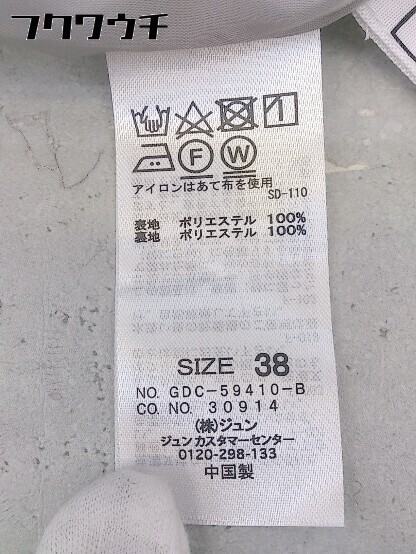 フクワウチ
F W
アイロンはあて布を使用
SD-110
表地 ポリエステル 100%
裏地 ポリエステル 100%
SIZE 38
NO. GDC-59410-B
CO. NO. 30914
(株)ジュン
ジュンカスタマーセンター
0120-298-133
中国製